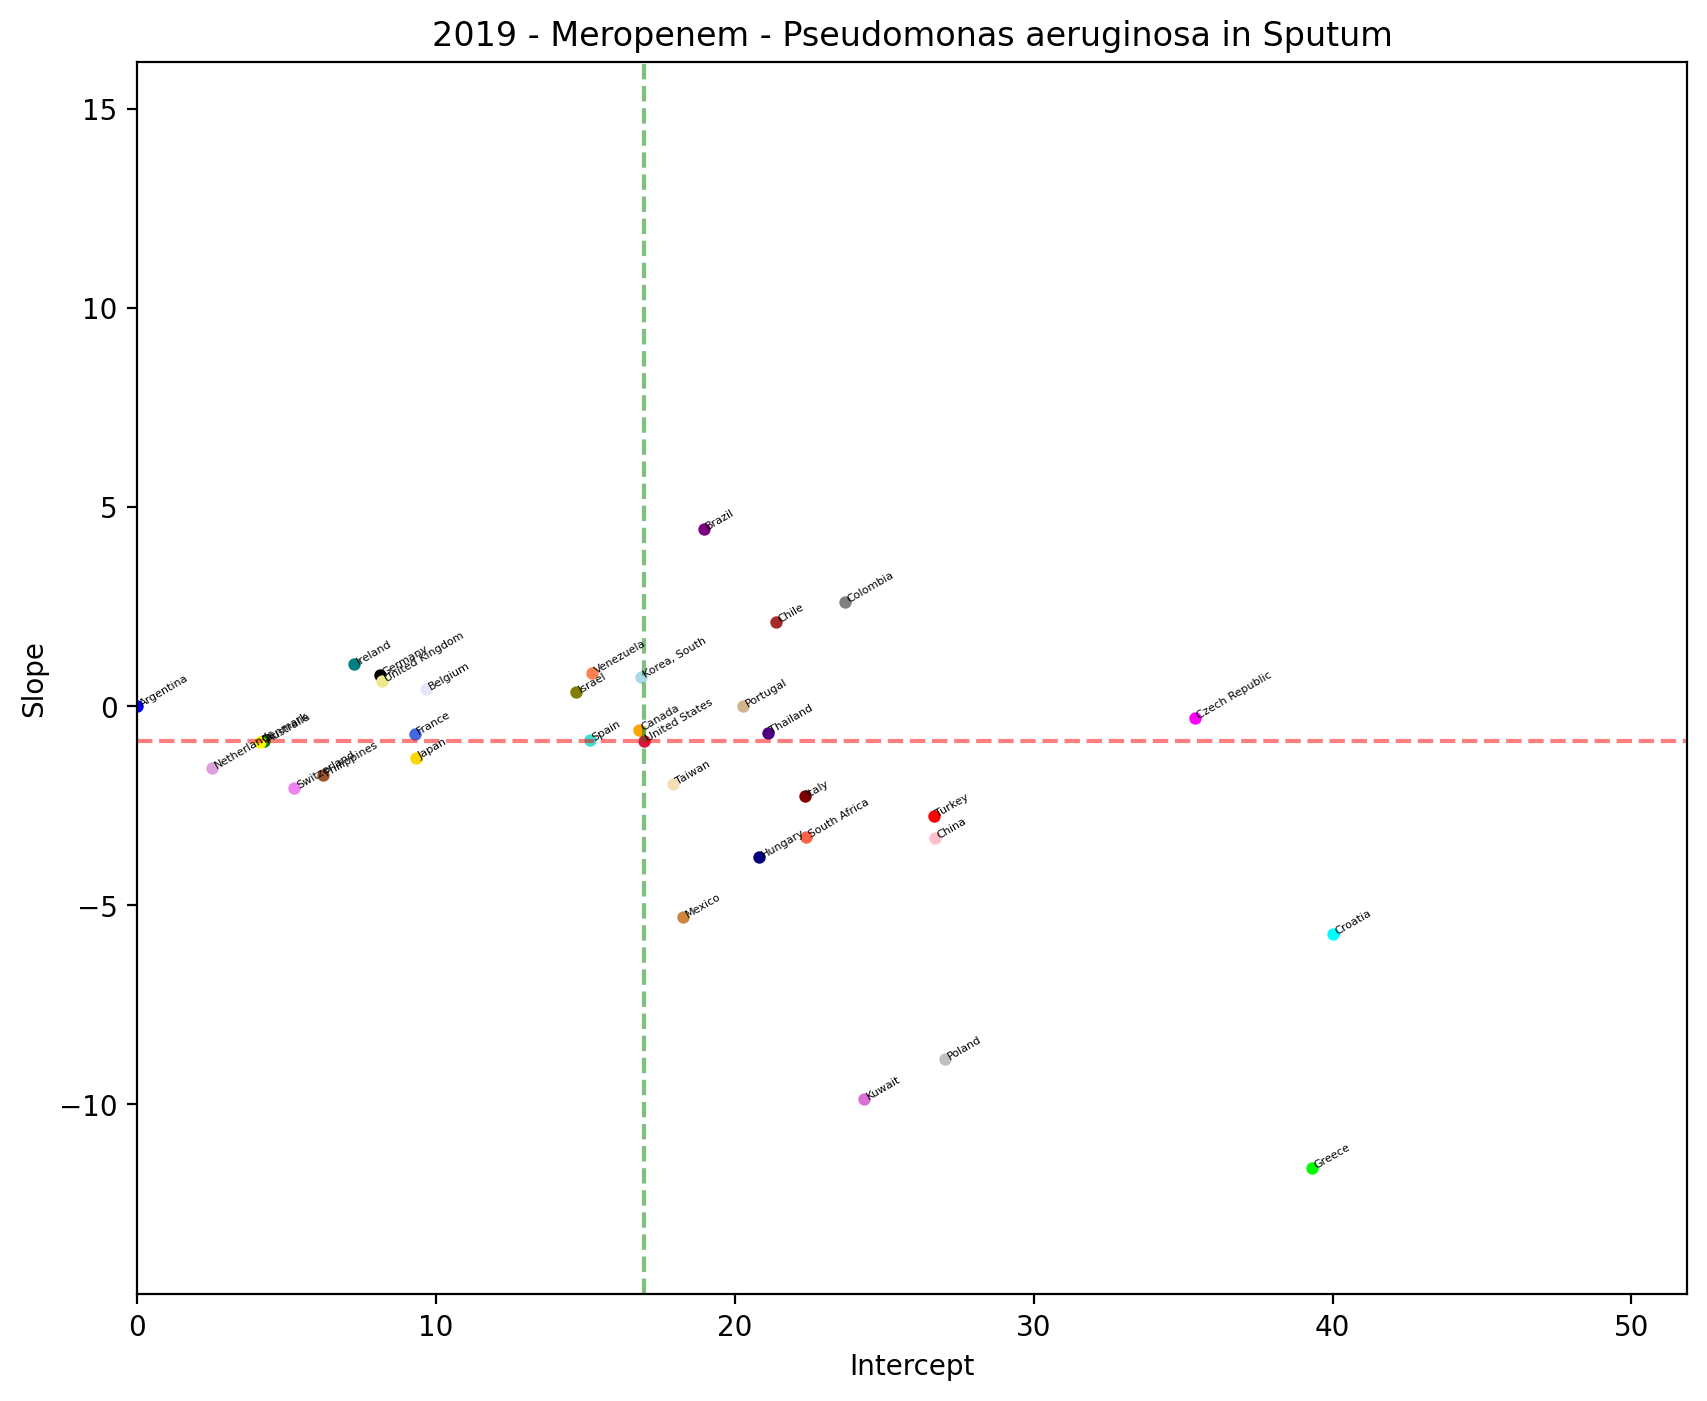 2019 - Meropenem - Pseudomonas aeruginosa in Sputum
15
10
5
0
−5
−10
Slope
Brazil
Colombia
Chile
Ireland
Germany
United Kingdom
Belgium
Venezuela
Korea, South
Israel
Argentina
Portugal
Czech Republic
France
Canada
United States
Thailand
Spain
Denmark
Australia
Netherlands
Japan
Switzerland
Philippines
Taiwan
Italy
Turkey
South Africa
China
Hungary
Mexico
Croatia
Poland
Kuwait
Greece
0
10
20
30
40
50
Intercept